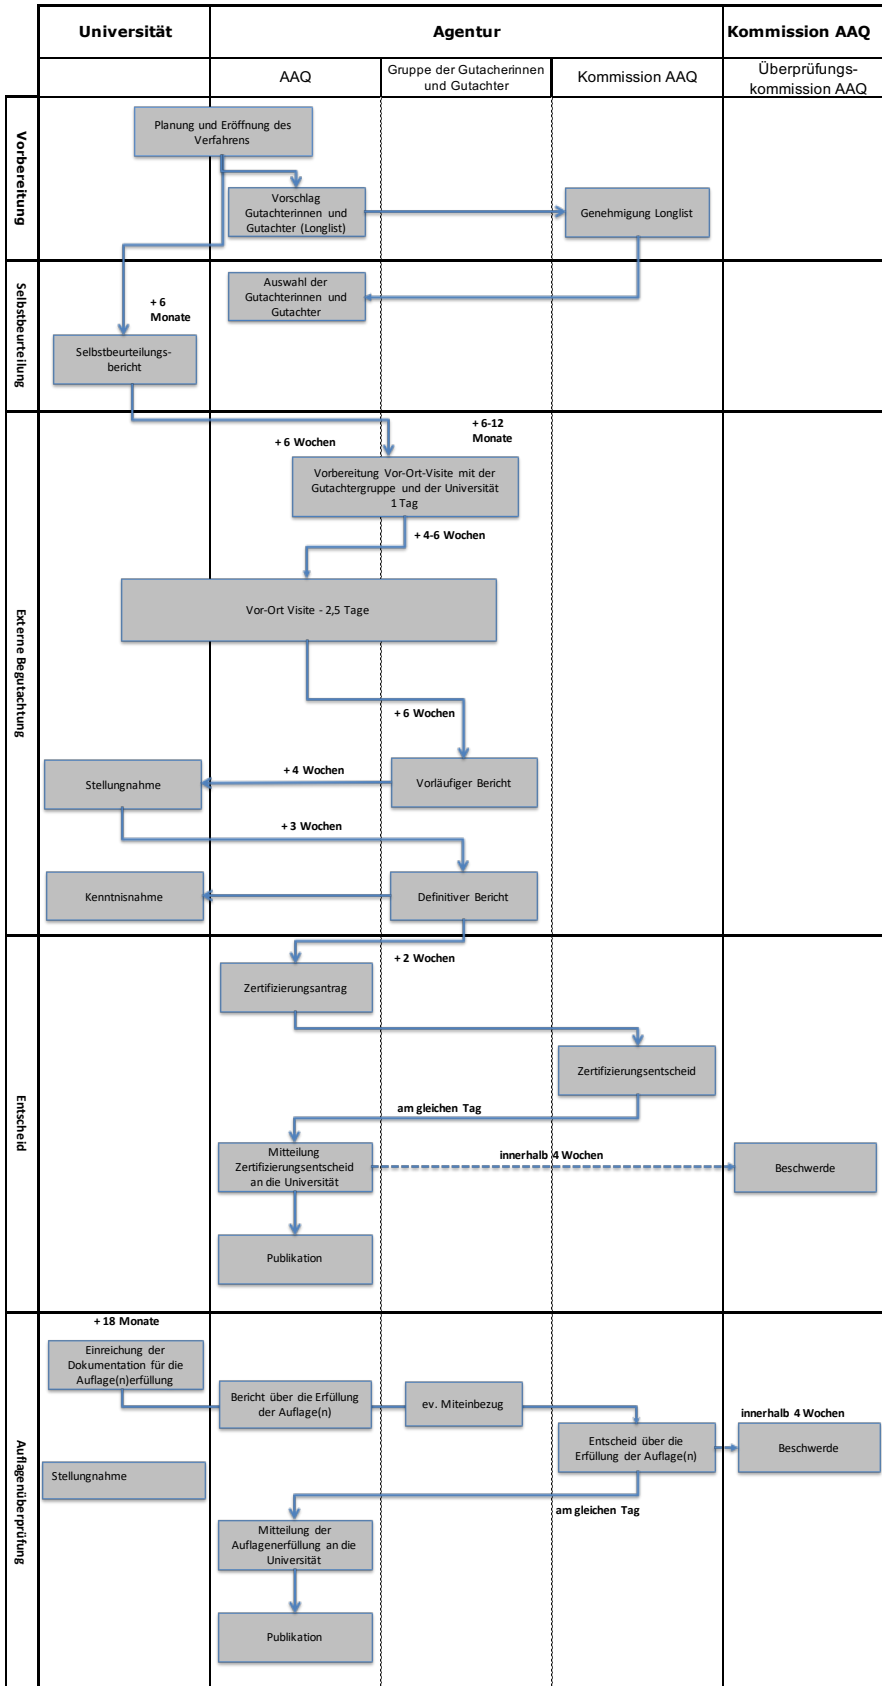 Universität
Agentur
Kommission AAQ
AAQ
Gruppe der Gutacherinnen
und Gutachter
Kommission AAQ
Überprüfungs-
kommission AAQ
Vorbereitung
Planung und Eröffnung des
Verfahrens
Vorschlag
Gutachterinnen und
Gutachter (Longlist)
Genehmigung Longlist
Selbstbeurteilung
Auswahl der
Gutachterinnen und
Gutachter
+ 6
Monate
Selbstbeurteilungs-
bericht
Externe Begutachtung
+ 6 Wochen
+ 6-12
Monate
Vorbereitung Vor-Ort-Visite mit der
Gutachtergruppe und der Universität
1 Tag
+ 4-6 Wochen
Vor-Ort Visite - 2,5 Tage
+ 6 Wochen
Vorläufiger Bericht
+ 4 Wochen
Stellungnahme
+ 3 Wochen
Definitiver Bericht
Kenntnisnahme
Entscheid
+ 2 Wochen
Zertifizierungsantrag
Zertifizierungsentscheid
am gleichen Tag
Mitteilung
Zertifizierungsentscheid
an die Universität
innerhalb 4 Wochen
Beschwerde
Publikation
Auflagenüberprüfung
+ 18 Monate
Einreichung der
Dokumentation für die
Auflage(n)erfüllung
Bericht über die Erfüllung
der Auflage(n)
ev. Miteinbezug
Entscheid über die
Erfüllung der Auflage(n)
innerhalb 4 Wochen
Beschwerde
Stellungnahme
am gleichen Tag
Mitteilung der
Auflagenerfüllung an die
Universität
Publikation